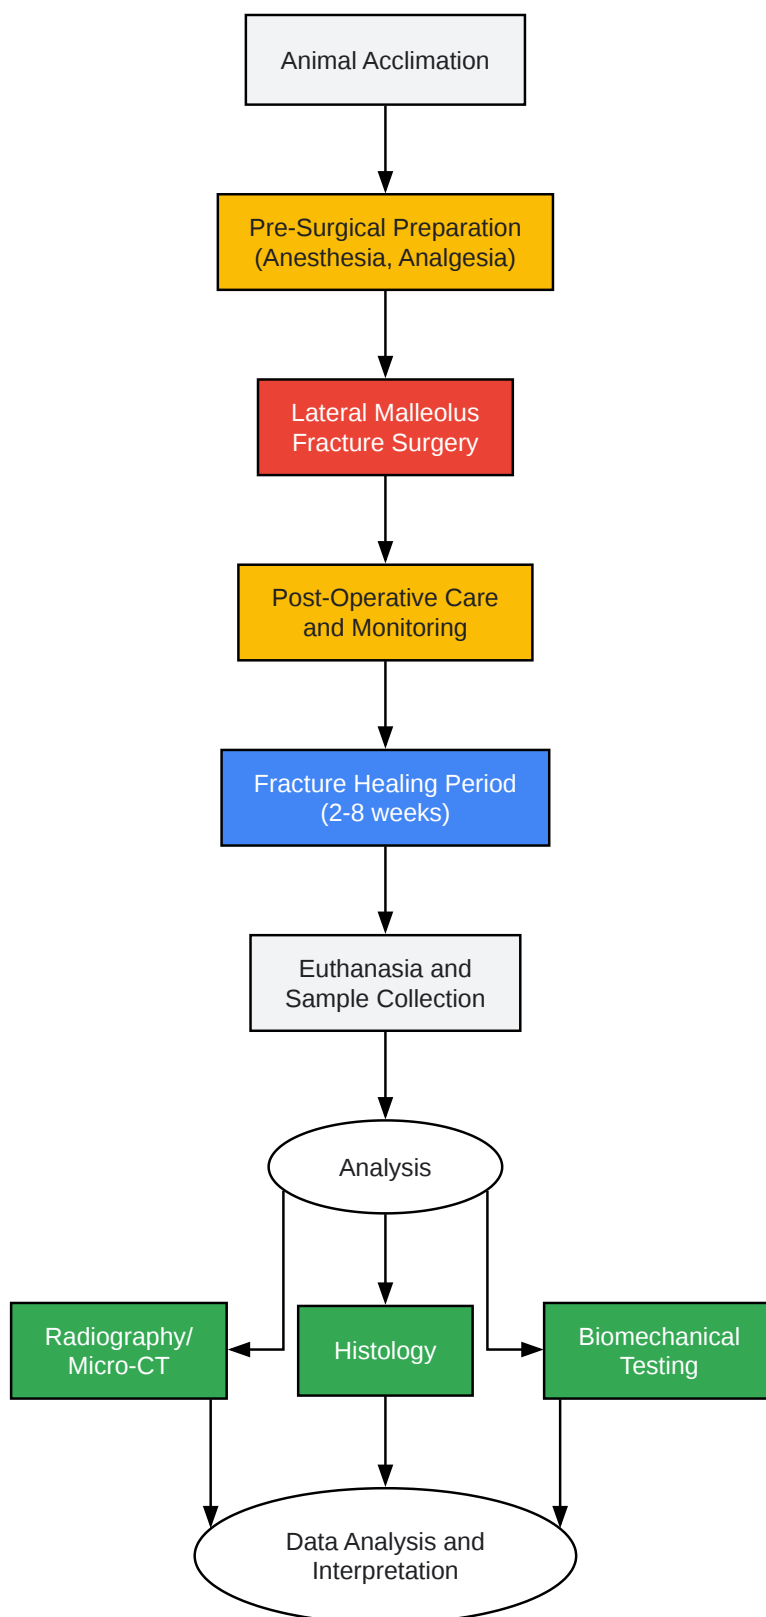 Animal Acclimation
Pre-Surgical Preparation
(Anesthesia, Analgesia)
Lateral Malleolus
Fracture Surgery
Post-Operative Care
and Monitoring
Fracture Healing Period
(2-8 weeks)
Euthanasia and
Sample Collection
Analysis
Radiography/
Micro-CT
Histology
Biomechanical
Testing
Data Analysis and
Interpretation